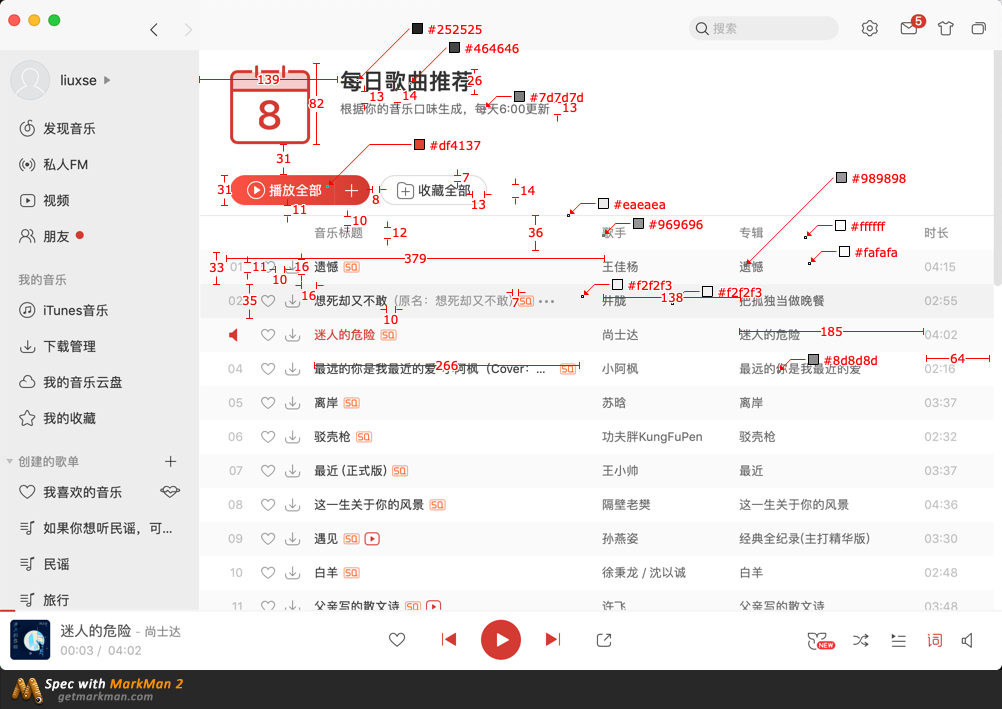 搜索
5
#252525
#464646
liuxse
139
8
82
每日歌曲推荐
26
13
14
#7d7d7d
根据你的音乐口味生成，每天6:00更新
13
发现音乐
私人FM
视频
朋友
我的音乐
iTunes音乐
下载管理
我的音乐云盘
我的收藏
创建的歌单
我喜欢的音乐
如果你想听民谣，可...
民谣
旅行
31
#df4137
31
播放全部
8
收藏全部
7
13
14
#989898
11
10
#eaeaea
#969696
#ffffff
#fafafa
音乐标题
12
36
歌手
专辑
时长
379
33
01
11
10
16
遗憾 SQ
王佳杨
遗憾
04:15
#f2f2f3
#f2f2f3
138
35
02
16
想死却又不敢（原名：想死却又不敢） SQ
7
10
井胧
把孤独当做晚餐
02:55
迷人的危险 SQ
尚士达
迷人的危险
185
04:02
#8d8d8d
64
04
最远的你是我最近的爱 - 小阿枫（Cover：... SQ
266
小阿枫
最远的你是我最近的爱
02:16
05 离岸 SQ 苏晗 离岸 03:37
06 驳壳枪 SQ 功夫胖KungFuPen 驳壳枪 02:32
07 最近 (正式版) SQ 王小帅 最近 03:37
08 这一生关于你的风景 SQ 隔壁老樊 这一生关于你的风景 04:36
09 遇见 SQ 孙燕姿 经典全纪录(主打精华版) 03:30
10 白羊 SQ 徐秉龙 / 沈以诚 白羊 02:48
11 父亲写的散文诗 SQ 许飞 父亲写的散文诗 03:48
迷人的危险 - 尚士达
00:03 / 04:02
NEW
词
Spec with MarkMan 2
getmarkman.com